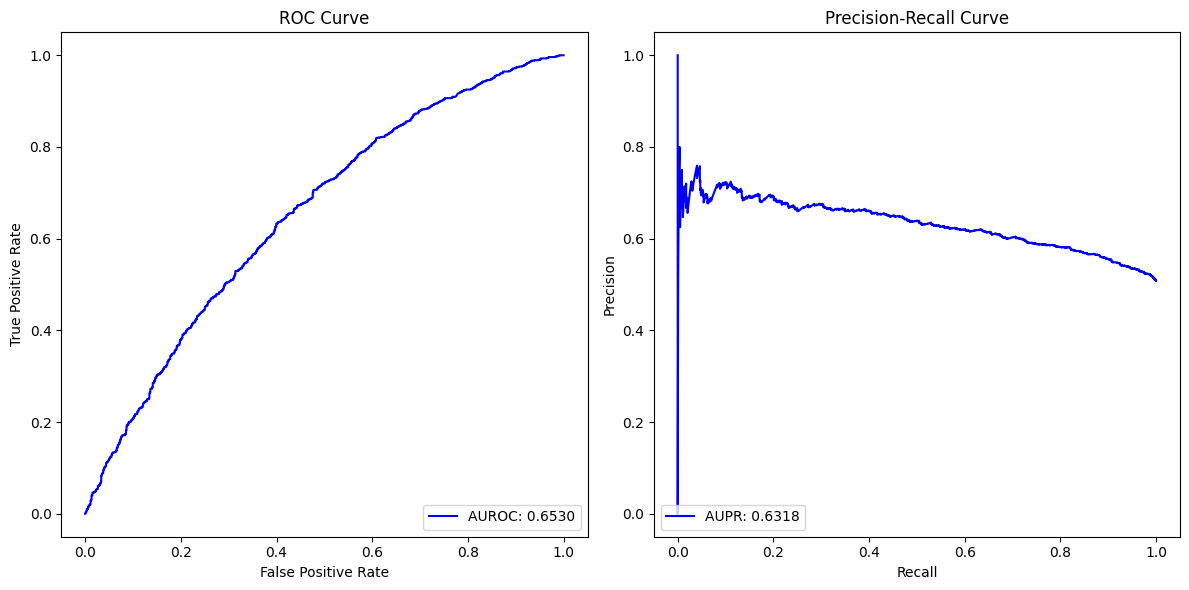 ROC Curve
1.0
0.8
0.6
0.4
0.2
0.0
True Positive Rate
AUROC: 0.6530
0.0 0.2 0.4 0.6 0.8 1.0
False Positive Rate
Precision-Recall Curve
1.0
0.8
0.6
0.4
0.2
0.0
Precision
AUPR: 0.6318
0.0 0.2 0.4 0.6 0.8 1.0
Recall